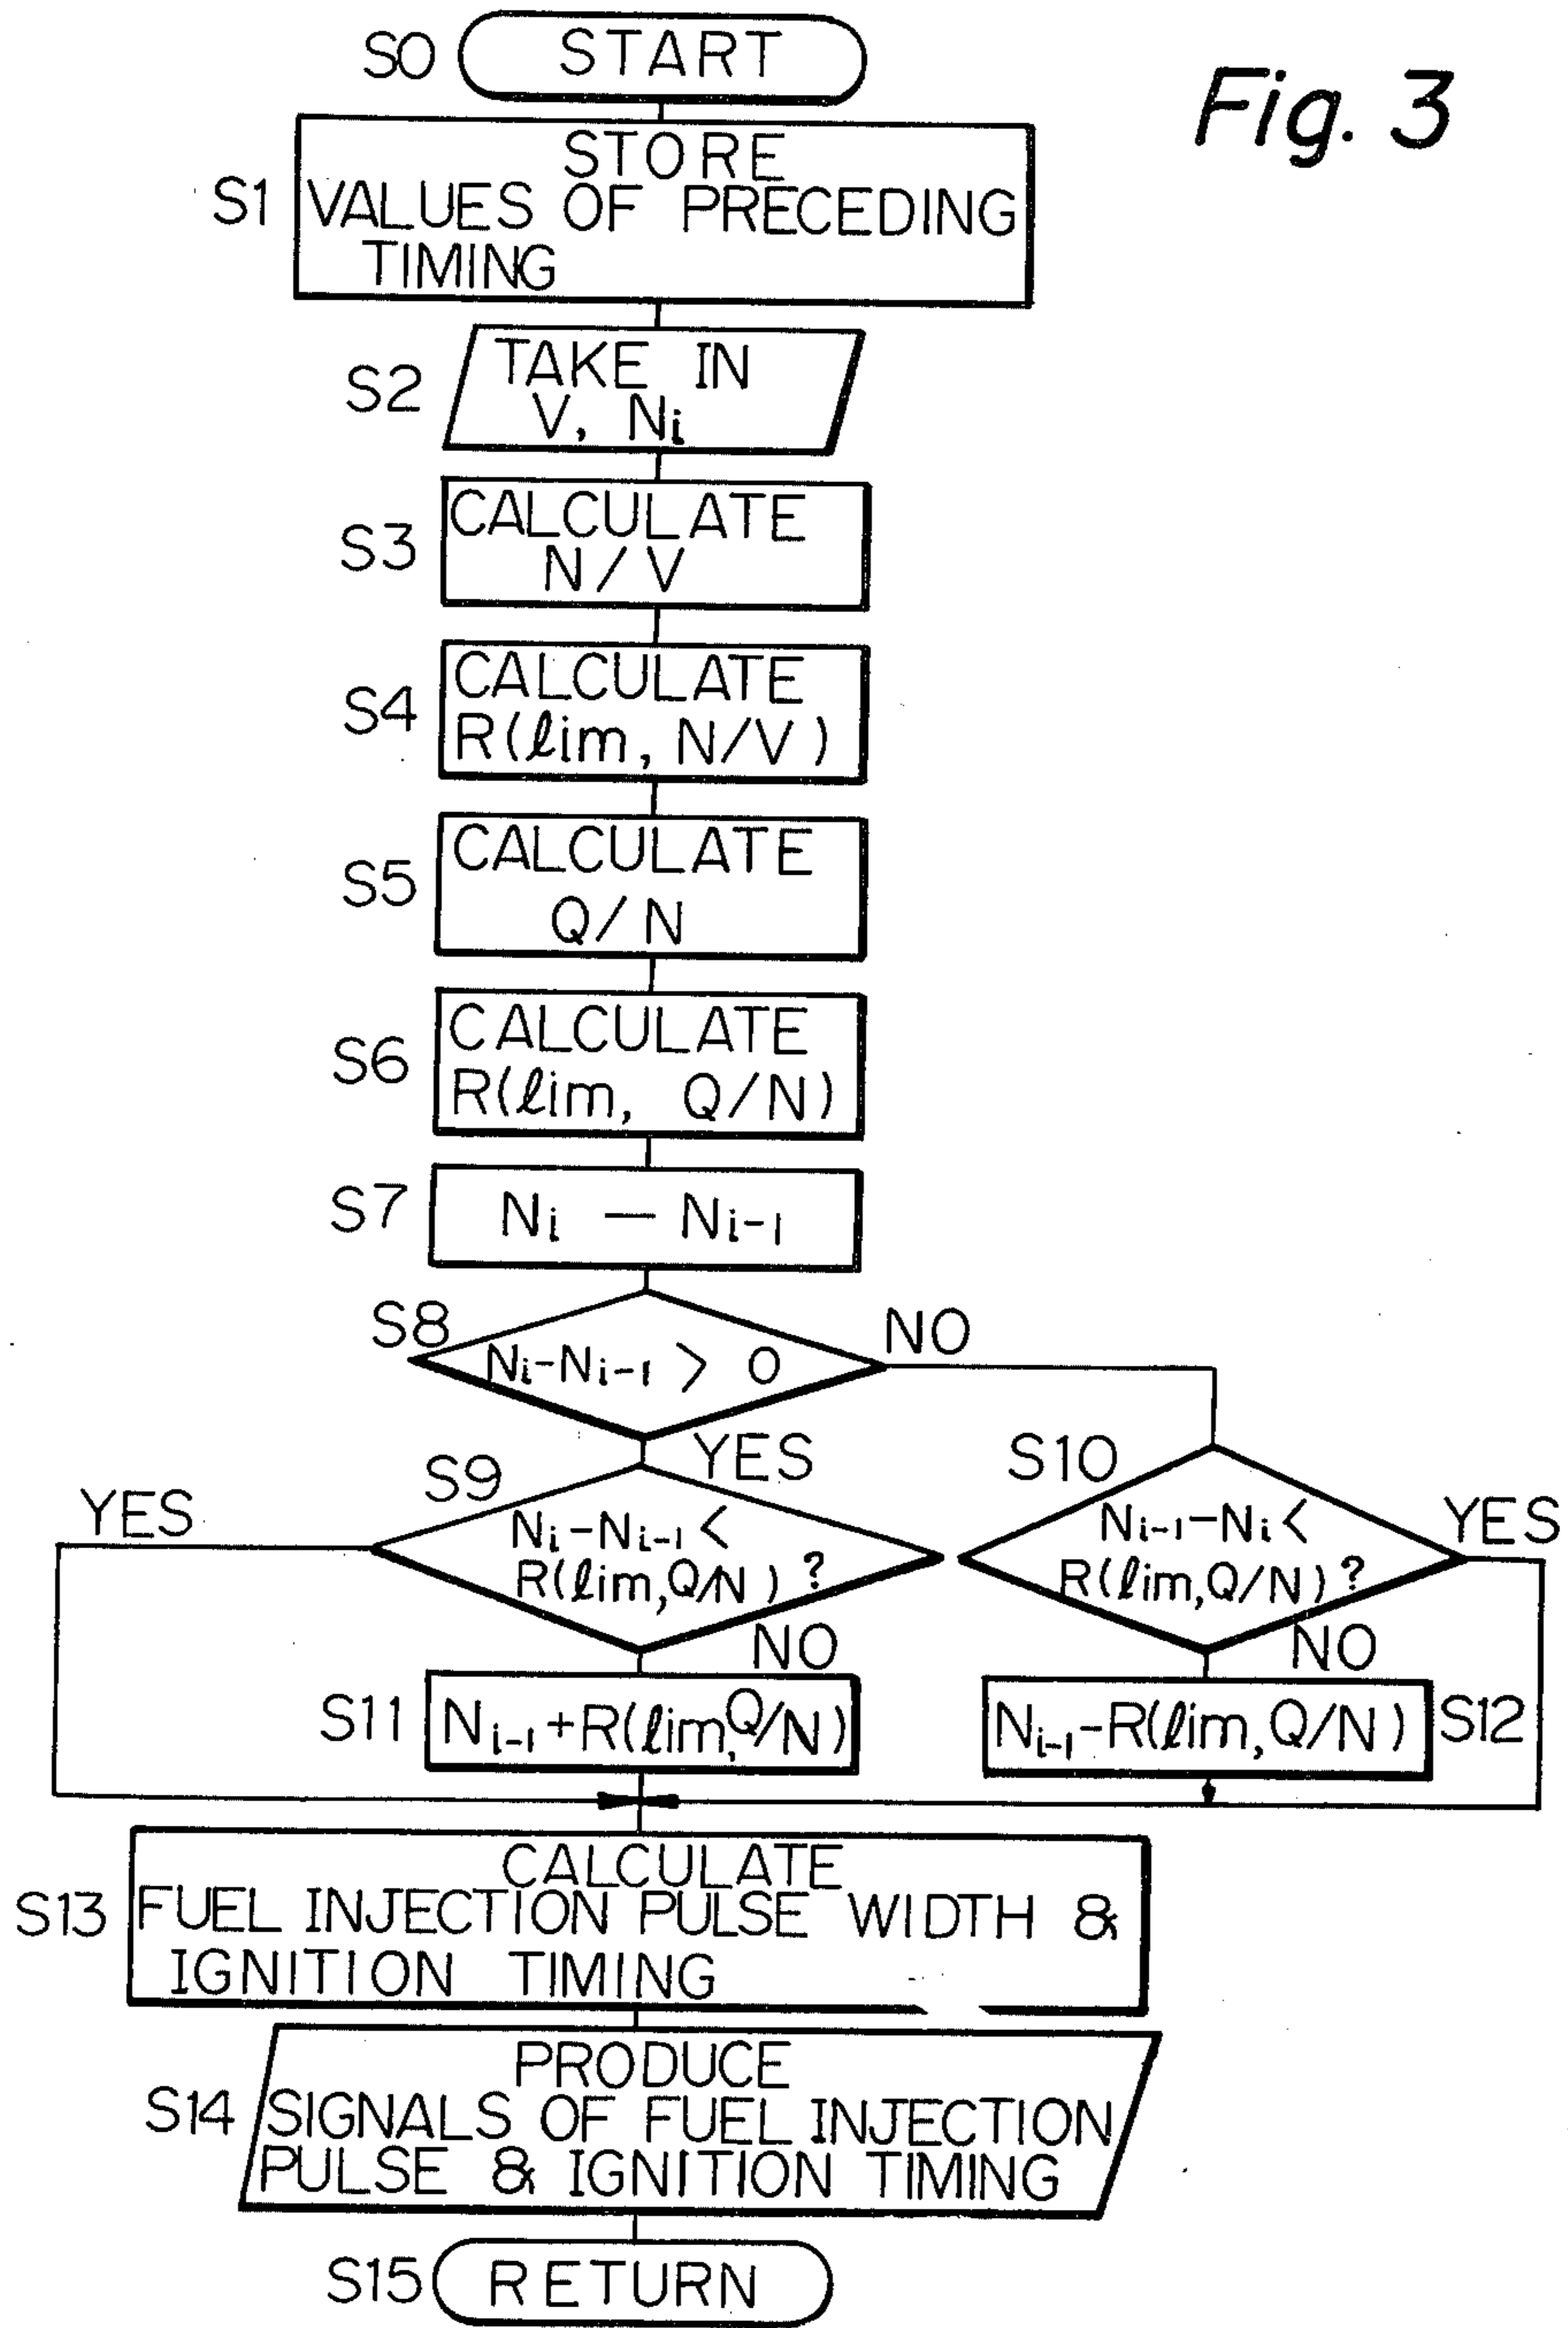 Fig. 3
S0 START
S1
STORE
VALUES OF PRECEDING
TIMING
S2
TAKE IN
V, Ni
S3
CALCULATE
N/V
S4
CALCULATE
R(lim, N/V)
S5
CALCULATE
Q/N
S6
CALCULATE
R(lim, Q/N)
S7
Ni — Ni-1
S8
Ni-Ni-1 > 0
NO
YES
S9
Ni-Ni-1 <
R(lim,Q/N) ?
YES
NO
S10
Ni-1-Ni <
R(lim,Q/N) ?
YES
NO
S11
Ni-1+R(lim,Q/N)
Ni-1-R(lim,Q/N)
S12
S13
CALCULATE
FUEL INJECTION PULSE WIDTH &
IGNITION TIMING
S14
PRODUCE
SIGNALS OF FUEL INJECTION
PULSE & IGNITION TIMING
S15 RETURN